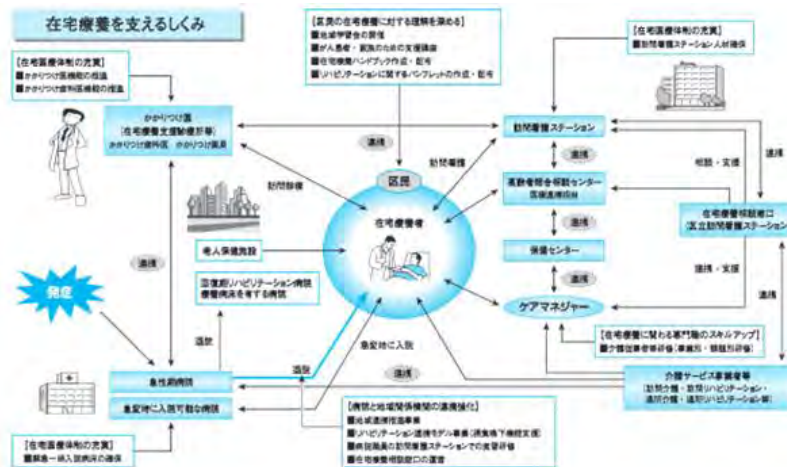 在宅療養を支えるしくみ
【区民の在宅療養に対する理解を深める】
■地域学習会の開催
■がん患者・家族のための支援講座
■在宅療養ハンドブック作成・配布
■リハビリテーションに関するパンフレットの作成・配布
【在宅医療体制の充実】
■訪問看護ステーション人材確保
【在宅医療体制の充実】
■かかりつけ医機能の推進
■かかりつけ歯科医機能の推進
かかりつけ医
(在宅療養支援診療所等)
かかりつけ歯科医 かかりつけ薬局
連携
訪問看護ステーション
訪問看護
連携
相談・支援
連携
訪問診療
区民
高齢者総合相談センター
在宅療養者
在宅療養相談窓口
(区立訪問看護ステーション)
連携
老人保健施設
保健センター
連携
連携
連携・支援
連携
発症
回復期リハビリテーション病院
療養病床を有する病院
ケアマネジャー
退院
急変時に入院
【在宅療養に関わる専門職のスキルアップ】
■介護従事者等研修(事業別・職種別研修)
急性期病院
退院
連携
介護サービス事業者等
(訪問介護・訪問リハビリテーション・
通所介護・通所リハビリテーション等)
急変時に入院可能な病院
【病院と地域関係機関の連携強化】
■地域連携推進事業
■リハビリテーション連携モデル事業(摂食嚥下機能支援)
■病院職員の訪問看護ステーションでの実習研修
■在宅療養相談窓口の運営
【在宅医療体制の充実】
■緊急一時入院病床の確保